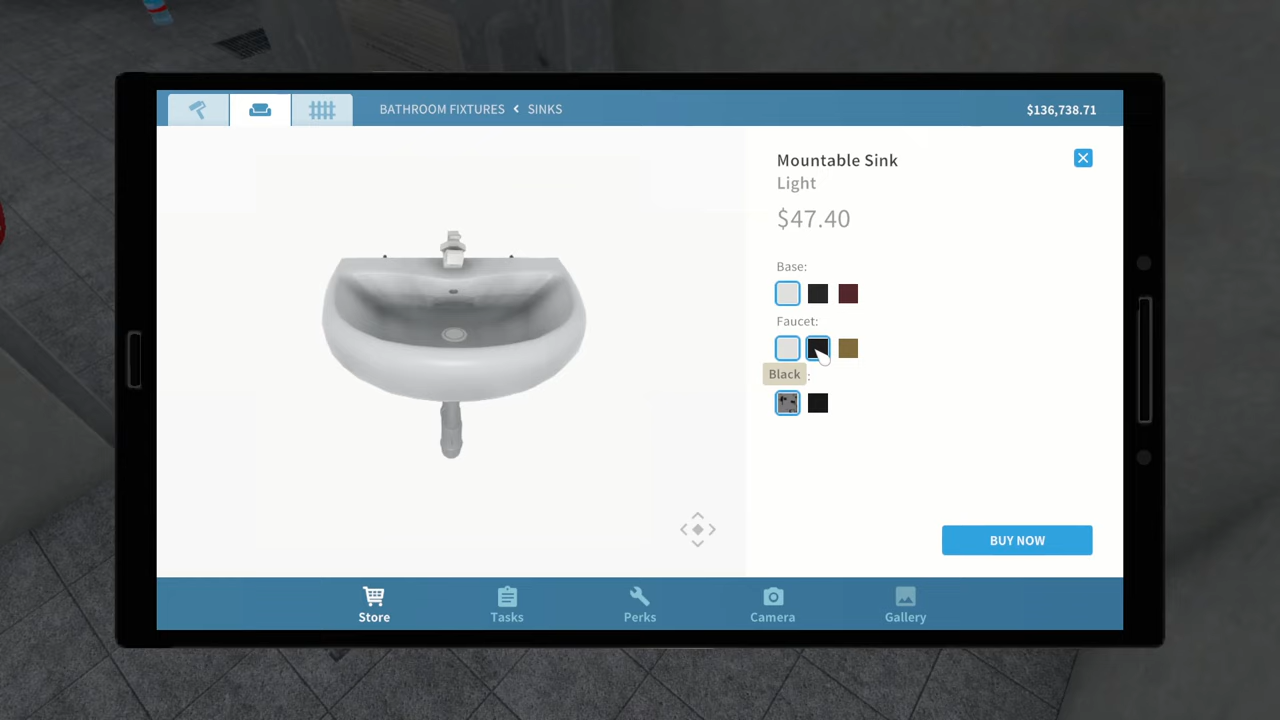 BATHROOM FIXTURES < SINKS
$136,738.71
Mountable Sink
Light
$47.40
Base:
Faucet:
Black
:
BUY NOW
Store
Tasks
Perks
Camera
Gallery